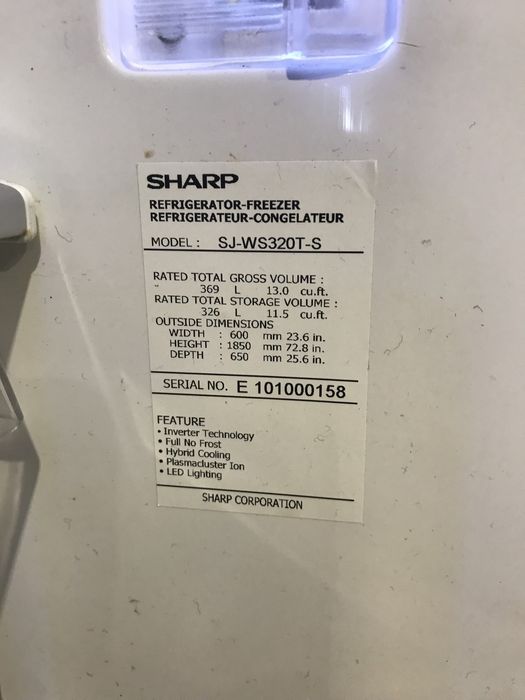 SHARP
REFRIGERATOR-FREEZER
REFRIGERATEUR-CONGELATEUR
MODEL : SJ-WS320T-S
RATED TOTAL GROSS VOLUME :
" 369 L 13.0 cu.ft.
RATED TOTAL STORAGE VOLUME :
326 L 11.5 cu.ft.
OUTSIDE DIMENSIONS
WIDTH : 600 mm 23.6 in.
HEIGHT : 1850 mm 72.8 in.
DEPTH : 650 mm 25.6 in.
SERIAL NO. E 101000158
FEATURE
• Inverter Technology
• Full No Frost
• Hybrid Cooling
• Plasmacluster Ion
• LED Lighting
SHARP CORPORATION